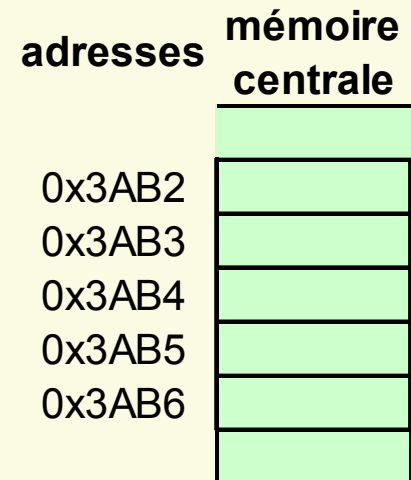 adresses
mémoire
centrale
0x3AB2
0x3AB3
0x3AB4
0x3AB5
0x3AB6